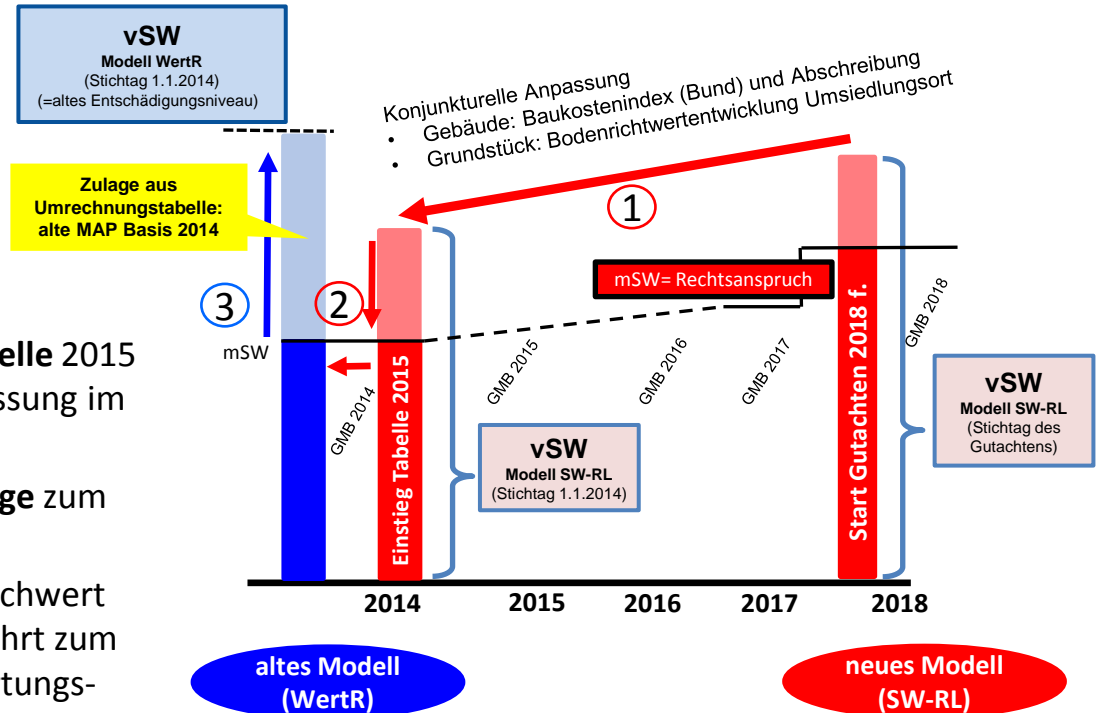 vSW
Modell WertR
(Stichtag 1.1.2014)
(=altes Entschädigungsniveau)
Konjunkturelle Anpassung
• Gebäude: Baukostenindex (Bund) und Abschreibung
• Grundstück: Bodenrichtwertentwicklung Umsiedlungsort
Zulage aus
Umrechnungstabelle:
alte MAP Basis 2014
1
2
3
mSW= Rechtsanspruch
mSW
elle 2015
ssung im
ge zum
chwert
hrt zum
rtungs-
GMB 2014
Einstieg Tabelle 2015
GMB 2015
GMB 2016
GMB 2017
Start Gutachten 2018 f.
GMB 2018
vSW
Modell SW-RL
(Stichtag 1.1.2014)
vSW
Modell SW-RL
(Stichtag des
Gutachtens)
2014
2015
2016
2017
2018
altes Modell
(WertR)
neues Modell
(SW-RL)